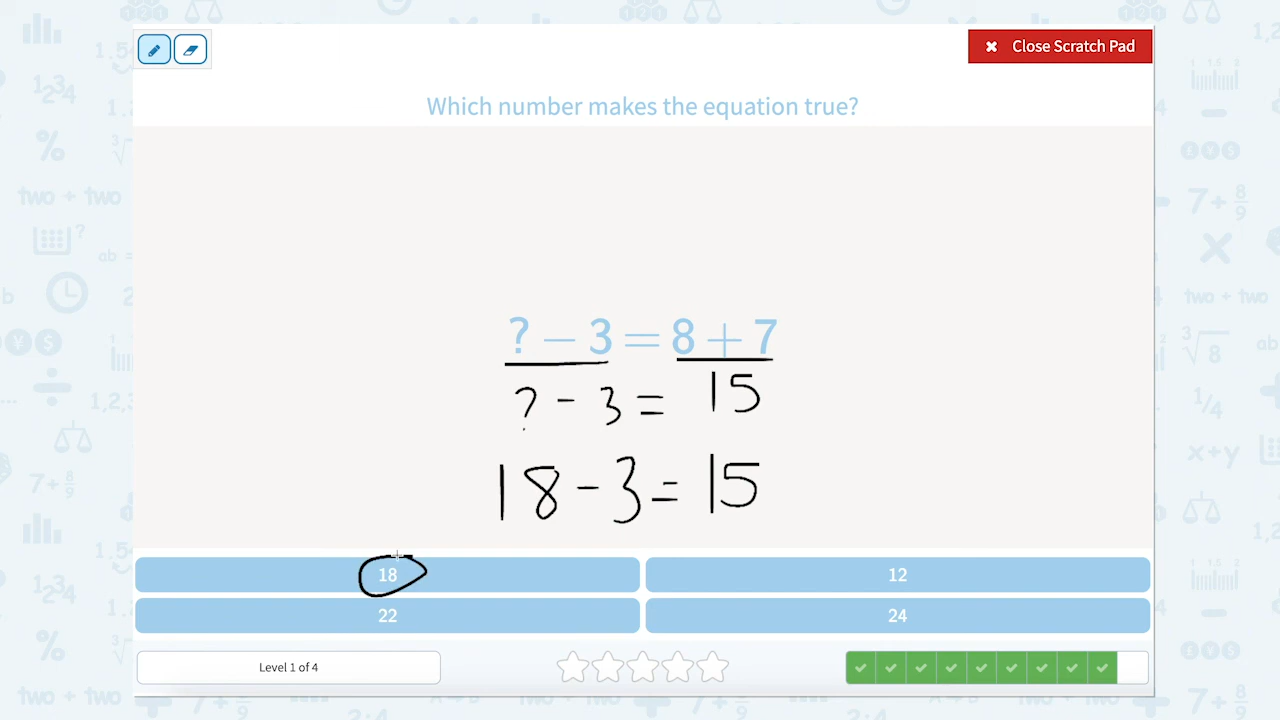 Close Scratch Pad
Which number makes the equation true?
? − 3 = 8 + 7
? - 3 = 15
18 - 3 = 15
18
12
22
24
Level 1 of 4